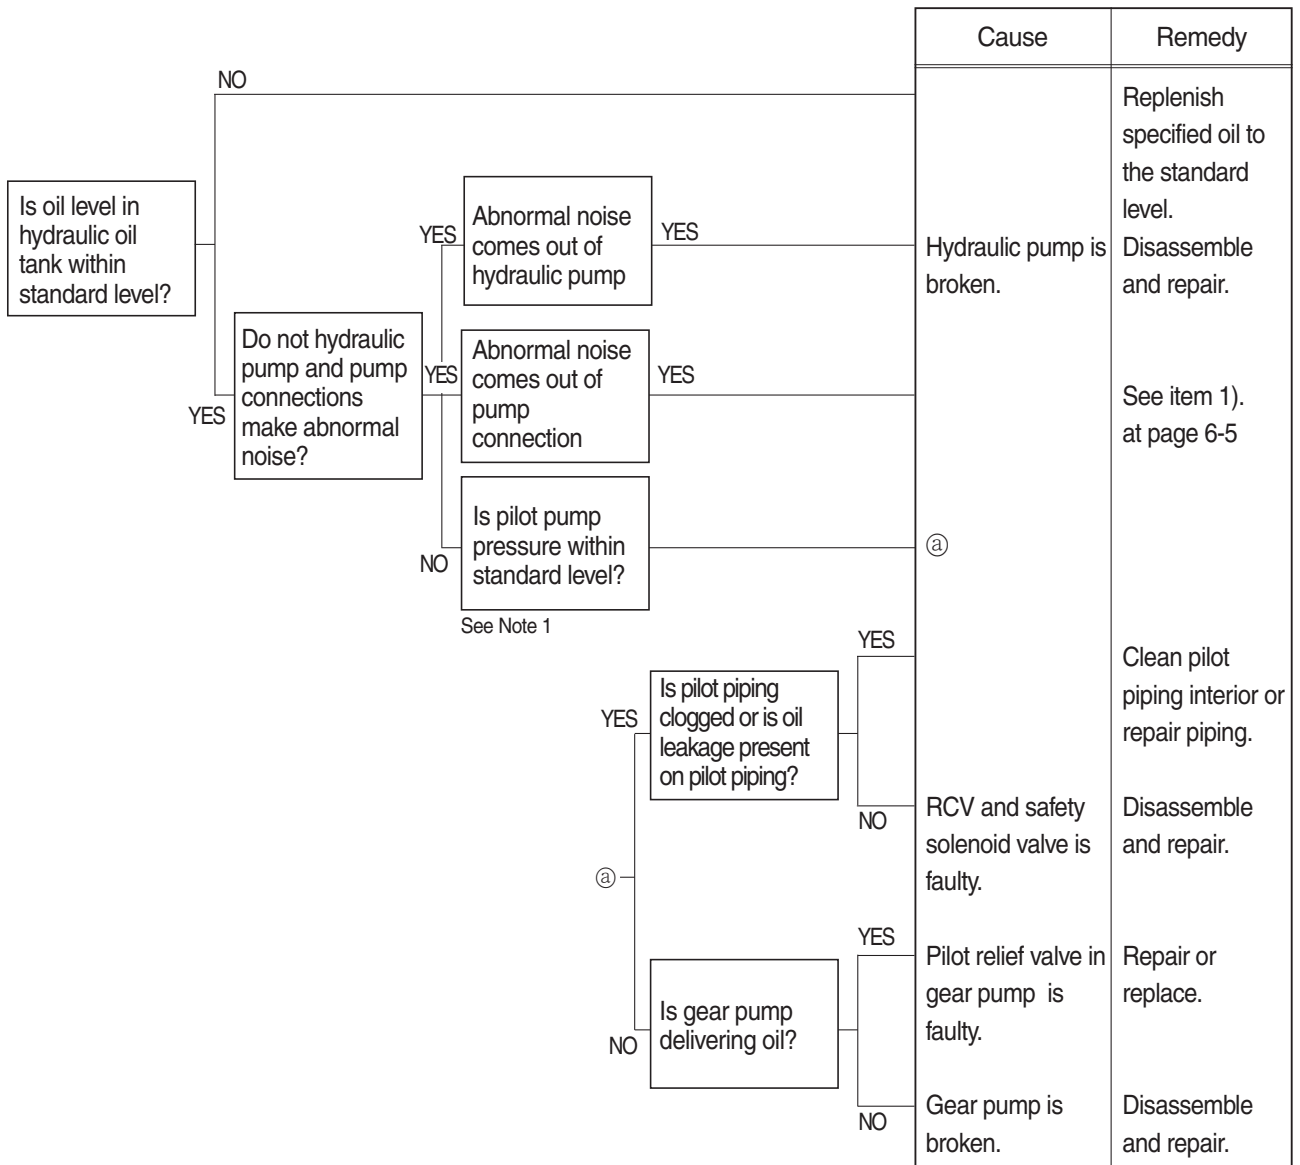 Cause
Remedy
NO
Replenish
specified oil to
the standard
level.
Is oil level in
hydraulic oil
tank within
standard level?
YES
Abnormal noise
comes out of
hydraulic pump
YES
Hydraulic pump is
broken.
Disassemble
and repair.
YES
Do not hydraulic
pump and pump
connections
make abnormal
noise?
YES
Abnormal noise
comes out of
pump
connection
YES
See item 1).
at page 6-5
NO
Is pilot pump
pressure within
standard level?
See Note 1
ⓐ
YES
Is pilot piping
clogged or is oil
leakage present
on pilot piping?
YES
Clean pilot
piping interior or
repair piping.
NO
RCV and safety
solenoid valve is
faulty.
Disassemble
and repair.
ⓐ
NO
Is gear pump
delivering oil?
YES
Pilot relief valve in
gear pump is
faulty.
Repair or
replace.
NO
Gear pump is
broken.
Disassemble
and repair.